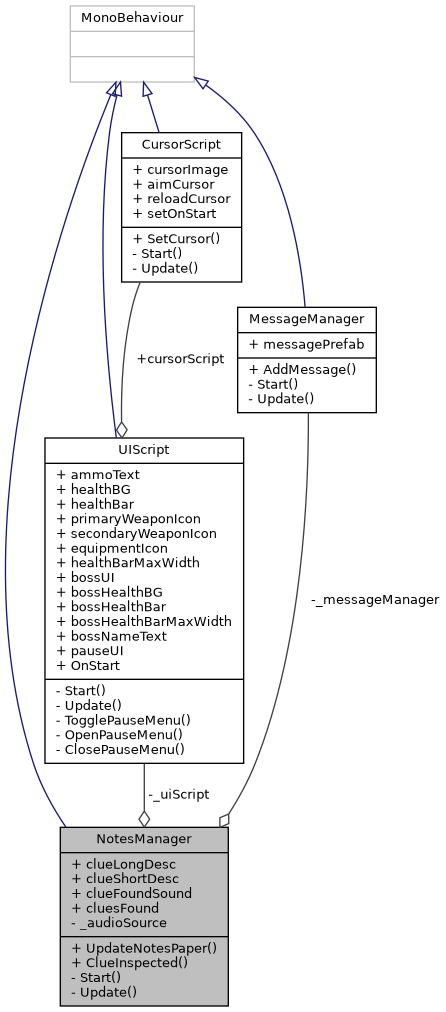 MonoBehaviour
CursorScript
+ cursorImage
+ aimCursor
+ reloadCursor
+ setOnStart
+ SetCursor()
- Start()
- Update()
MessageManager
+ messagePrefab
+ AddMessage()
- Start()
- Update()
+cursorScript
UIScript
+ ammoText
+ healthBG
+ healthBar
+ primaryWeaponIcon
+ secondaryWeaponIcon
+ equipmentIcon
+ healthBarMaxWidth
+ bossUI
+ bossHealthBG
+ bossHealthBar
+ bossHealthBarMaxWidth
+ bossNameText
+ pauseUI
+ OnStart
- Start()
- Update()
- TogglePauseMenu()
- OpenPauseMenu()
- ClosePauseMenu()
-_messageManager
-_uiScript
NotesManager
+ clueLongDesc
+ clueShortDesc
+ clueFoundSound
+ cluesFound
- _audioSource
+ UpdateNotesPaper()
+ ClueInspected()
- Start()
- Update()